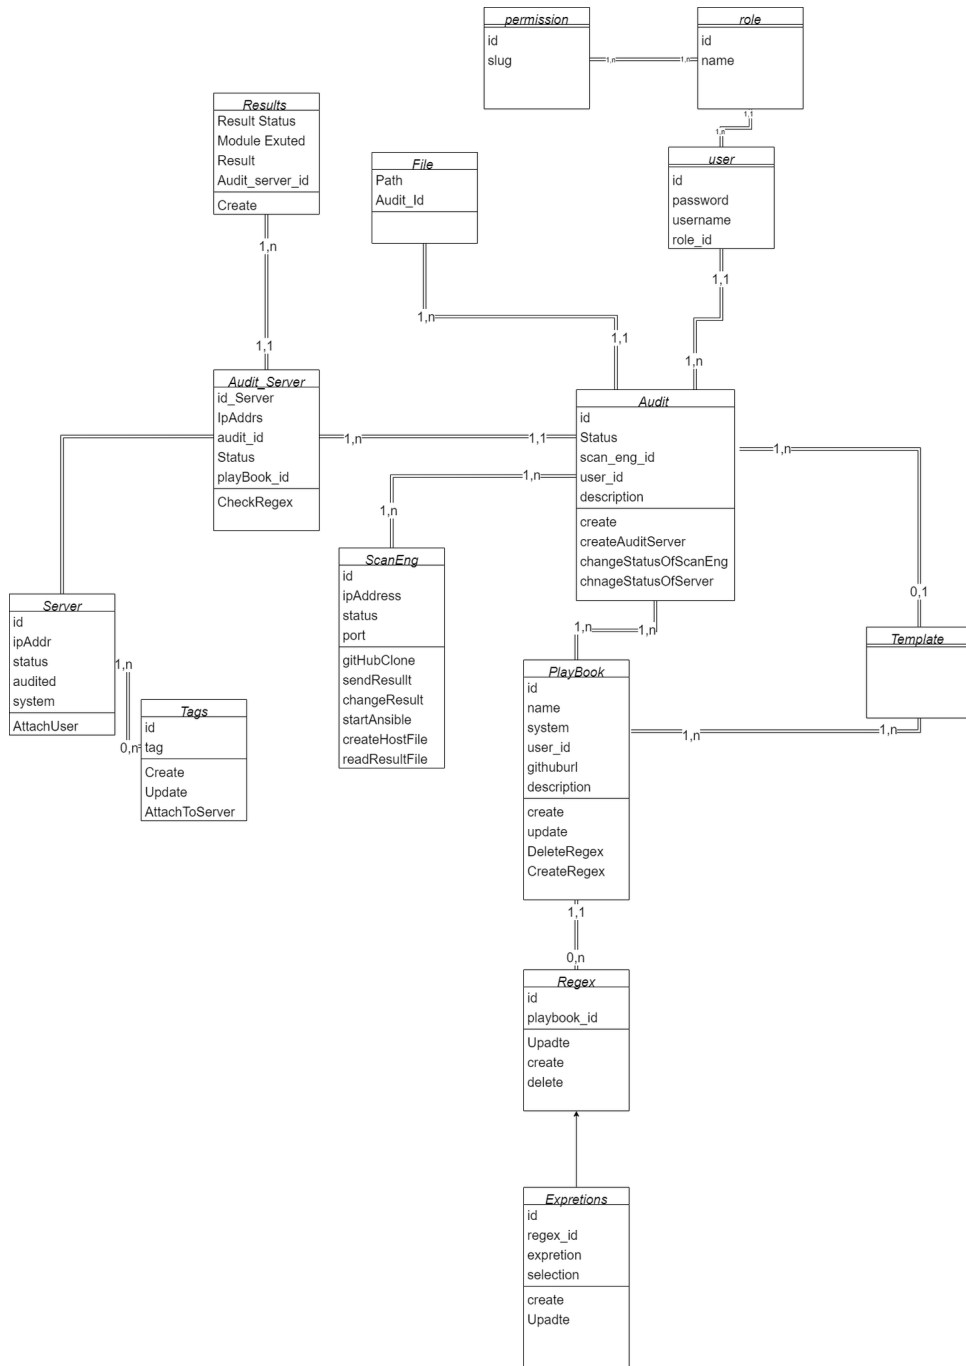 permission
id
slug
1,n
1,n
role
id
name
1,1
1,n
user
id
password
username
role_id
1,1
1,n
Results
Result Status
Module Exuted
Result
Audit_server_id
Create
1,n
1,1
File
Path
Audit_Id
1,n
1,1
Audit_Server
id_Server
IpAddrs
audit_id
Status
playBook_id
CheckRegex
1,n
1,1
Audit
id
Status
scan_eng_id
user_id
description
create
createAuditServer
changeStatusOfScanEng
chnageStatusOfServer
1,n
1,n
1,n
0,1
ScanEng
id
ipAddress
status
port
gitHubClone
sendResullt
changeResult
startAnsible
createHostFile
readResultFile
Server
id
ipAddr
status
audited
system
AttachUser
1,n
0,n
Tags
id
tag
Create
Update
AttachToServer
1,n
1,n
Template
PlayBook
id
name
system
user_id
githuburl
description
create
update
DeleteRegex
CreateRegex
1,n
1,n
1,1
0,n
Regex
id
playbook_id
Upadte
create
delete
Expretions
id
regex_id
expretion
selection
create
Upadte